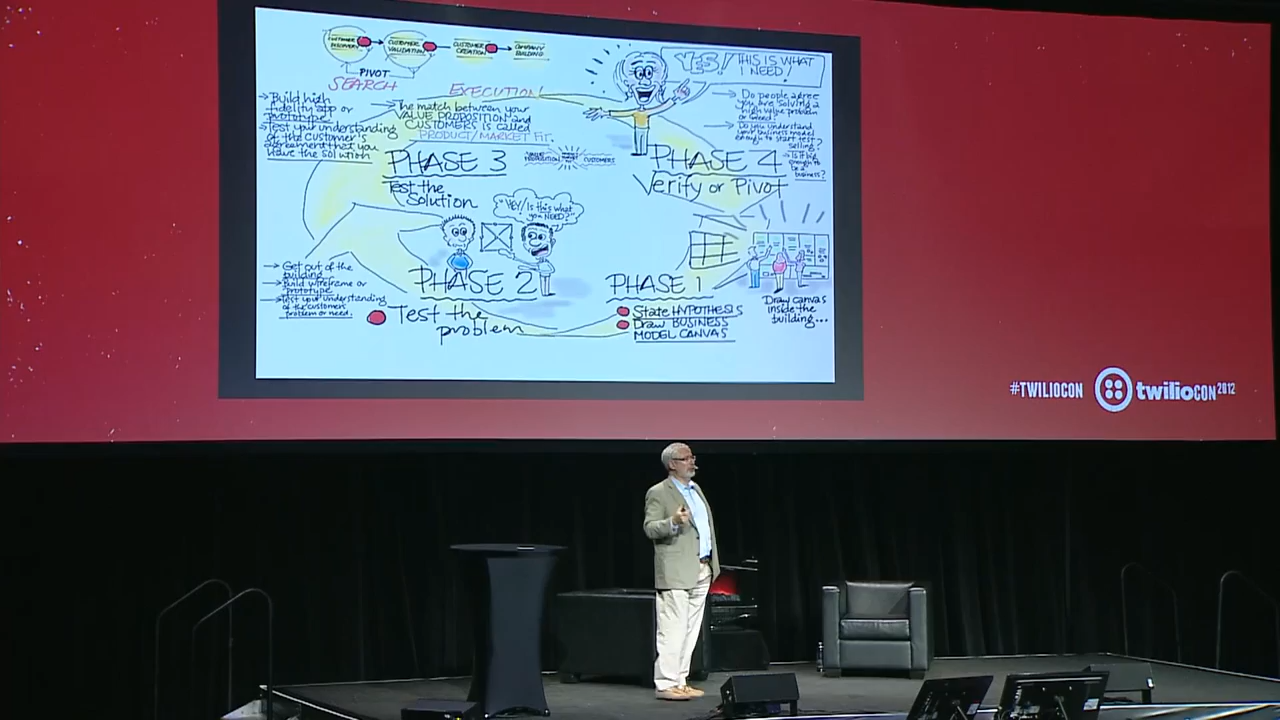 CUSTOMER DISCOVERY
CUSTOMER VALIDATION
CUSTOMER CREATION
COMPANY BUILDING
PIVOT
SEARCH
EXECUTION
→ Build high
fidelity app or
prototype
→ Test your understanding
of the customer's
agreement that you
have the solution
→ The match between your
VALUE PROPOSITION and
CUSTOMERS is called
PRODUCT/MARKET FIT.
PHASE 3
Test the
Solution
CUSTOMERS
YES! THIS IS WHAT
I NEED!
→ Do people agree
you are solving a
high value problem
or need?
→ Do you understand
your business model
enough to start test
selling?
→ Is it big
enough to
be a
business?
PHASE 4
Verify or Pivot
"HEY! Is this what
you NEED?"
→ Get out of the
building
→ Build wireframe or
prototype
→ Test your understanding
of the customer
problem or need.
PHASE 2
Test the
problem
PHASE 1
State HYPOTHESIS
Draw BUSINESS
MODEL CANVAS
Draw canvas
inside the
building...
#TWILIOCON
twilioCON 2012